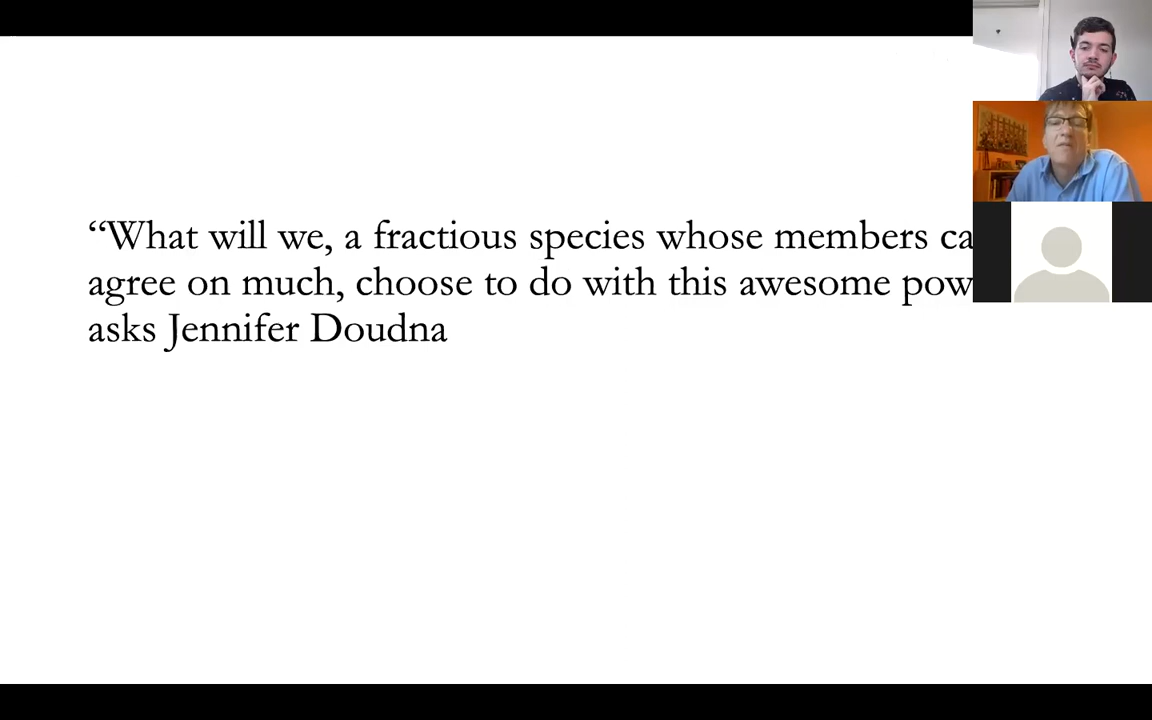 “What will we, a fractious species whose members ca
agree on much, choose to do with this awesome pow
asks Jennifer Doudna